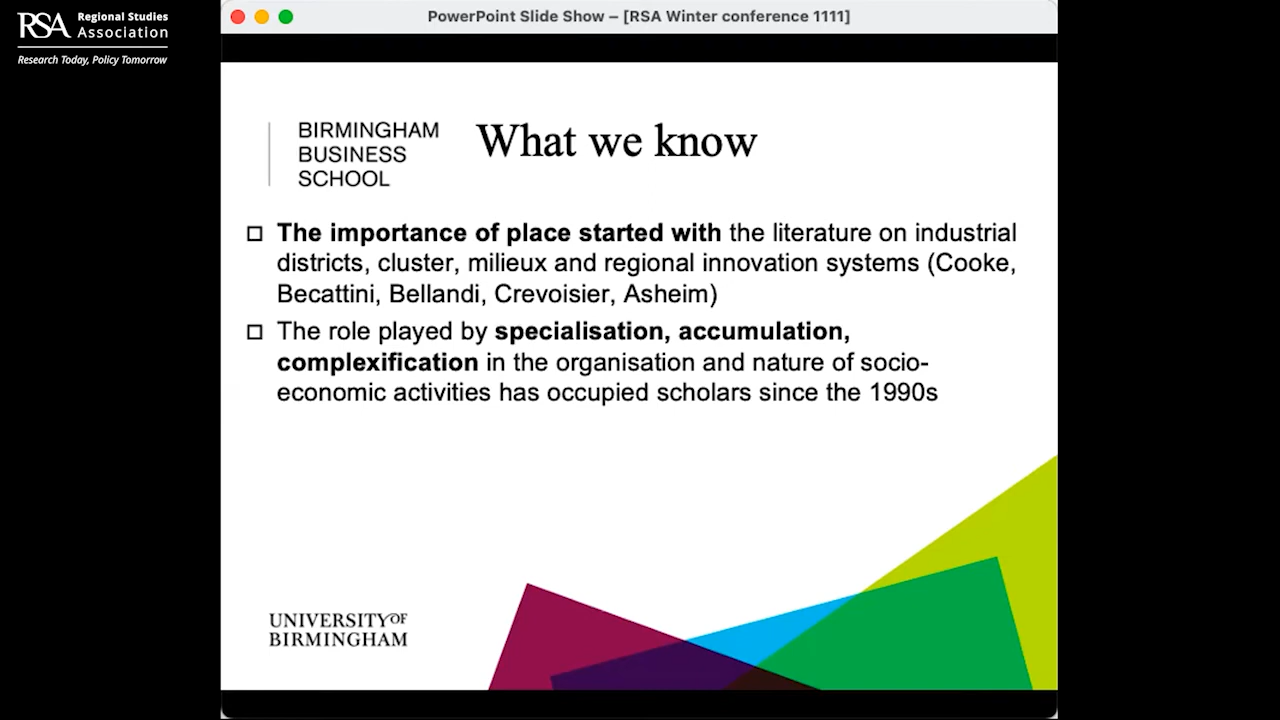 PowerPoint Slide Show – [RSA Winter conference 1111]
RSA Regional Studies
Association
Research Today, Policy Tomorrow
BIRMINGHAM
BUSINESS
SCHOOL
What we know
The importance of place started with the literature on industrial
districts, cluster, milieux and regional innovation systems (Cooke,
Becattini, Bellandi, Crevoisier, Asheim)
The role played by specialisation, accumulation,
complexification in the organisation and nature of socio-
economic activities has occupied scholars since the 1990s
UNIVERSITY OF
BIRMINGHAM